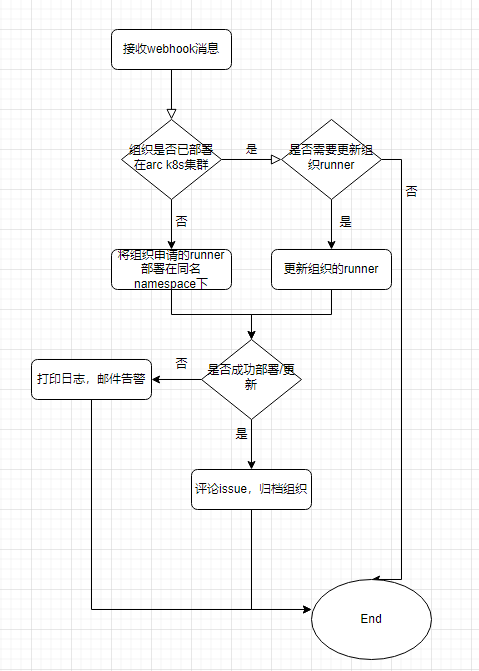 接收webhook消息
组织是否已部署
在arc k8s集群
是
是否需要更新组
织runner
否
否
是
将组织申请的runner
部署在同名
namespace下
更新组织的runner
是否成功部署/更
新
否
打印日志，邮件告警
是
评论issue，归档组织
End